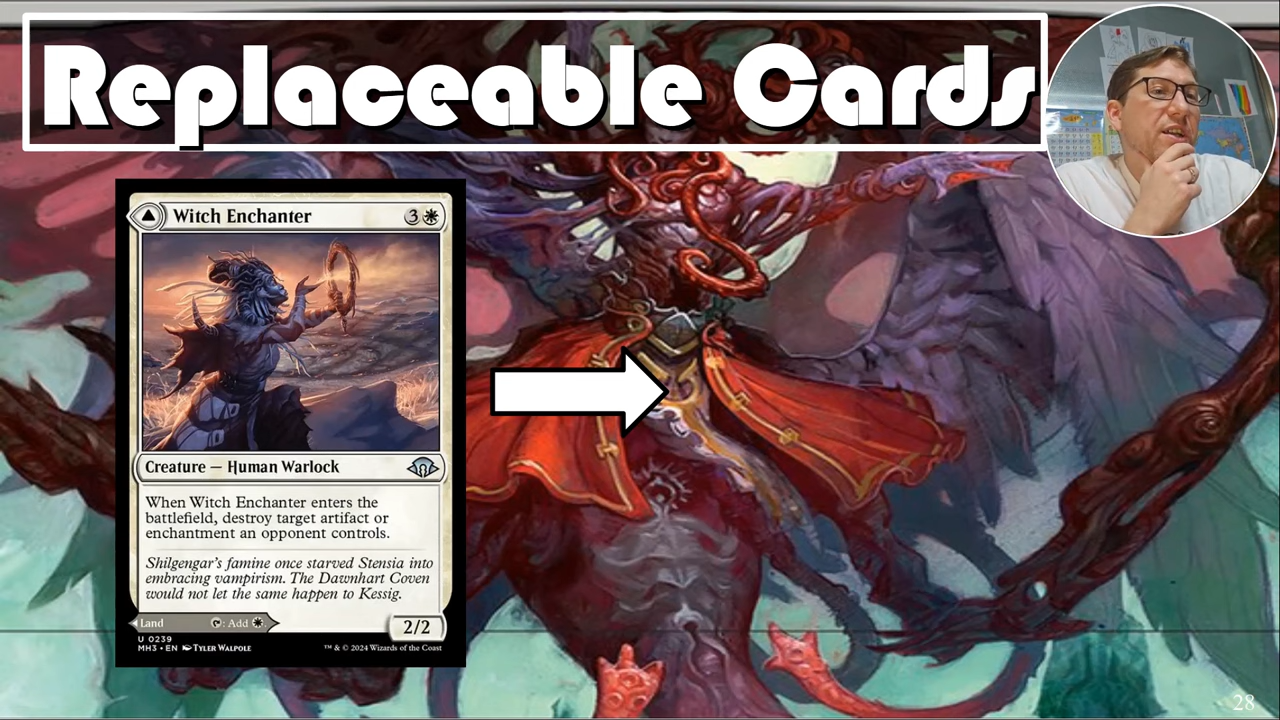 Replaceable Cards
Witch Enchanter
3
Creature — Human Warlock
When Witch Enchanter enters the
battlefield, destroy target artifact or
enchantment an opponent controls.
Shilgengar's famine once starved Stensia into
embracing vampirism. The Dawnhart Coven
would not let the same happen to Kessig.
Land : Add .
2/2
U 0239
MH3 • EN Tyler Walpole
™ & © 2024 Wizards of the Coast
28